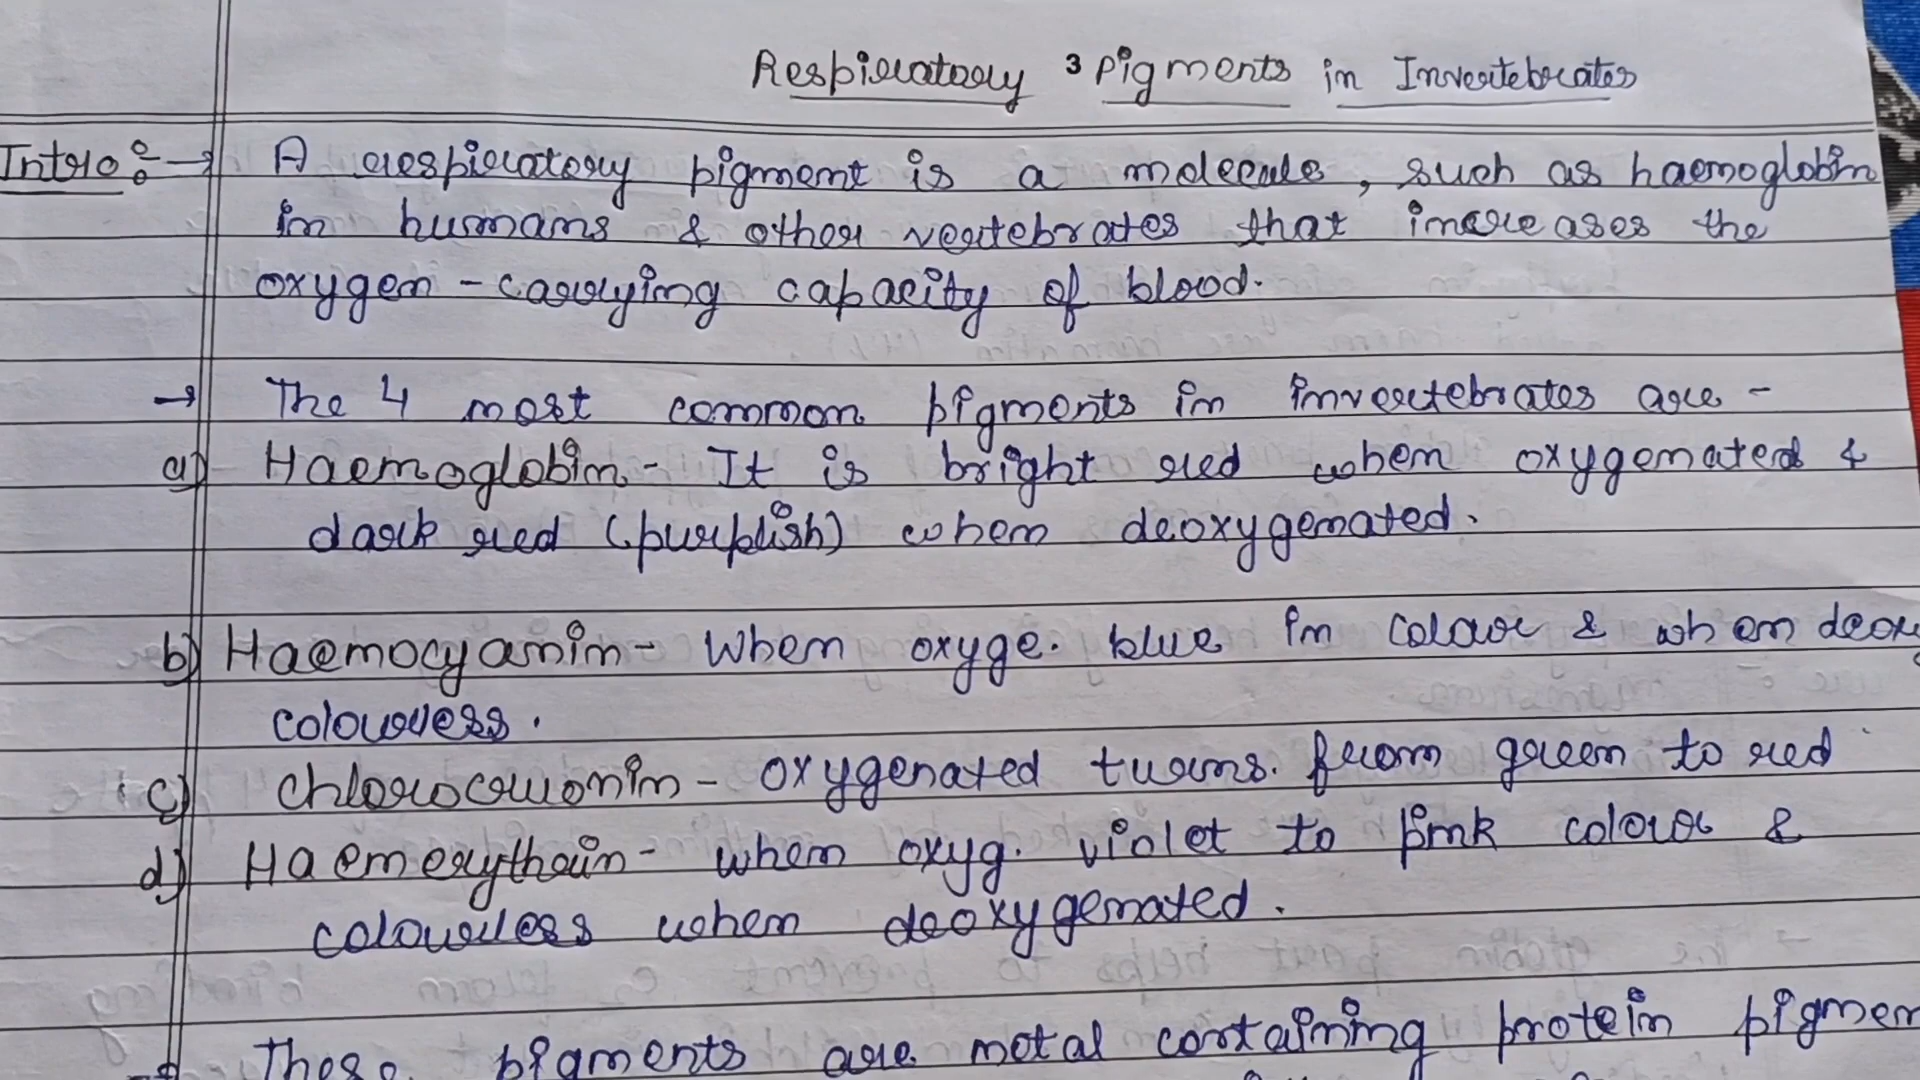 Respiratory 3 Pigments in Invertebrates
Intro :→ A respiratory pigment is a molecule, such as haemoglobin
in humans & other vertebrates that increases the
oxygen - carrying capacity of blood.
→ The 4 most common pigments in invertebrates are -
a) Haemoglobin - It is bright red when oxygenated &
dark red (purplish) when deoxygenated.
b) Haemocyanin - When oxyge. blue in colour & when deoxy
colourless.
c) Chlorocruonin - oxygenated turns. from green to red
d) Haemerythrin - when oxyg. violet to pink colour &
colourless when deoxygenated.
→ These pigments are metal containing protein pigmen